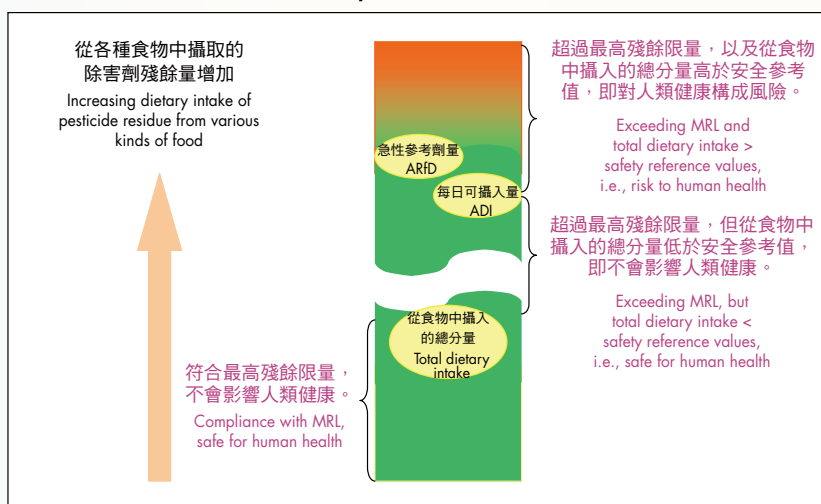 從各種食物中攝取的
除害劑殘餘量增加
Increasing dietary intake of
pesticide residue from various
kinds of food
急性參考劑量
ARfD
每日可攝入量
ADI
從食物中攝入
的總分量
Total dietary
intake
符合最高殘餘限量，
不會影響人類健康。
Compliance with MRL,
safe for human health
超過最高殘餘限量，以及從食物
中攝入的總分量高於安全參考
值，即對人類健康構成風險。
Exceeding MRL and
total dietary intake >
safety reference values,
i.e., risk to human health
超過最高殘餘限量，但從食物中
攝入的總分量低於安全參考值，
即不會影響人類健康。
Exceeding MRL, but
total dietary intake <
safety reference values,
i.e., safe for human health